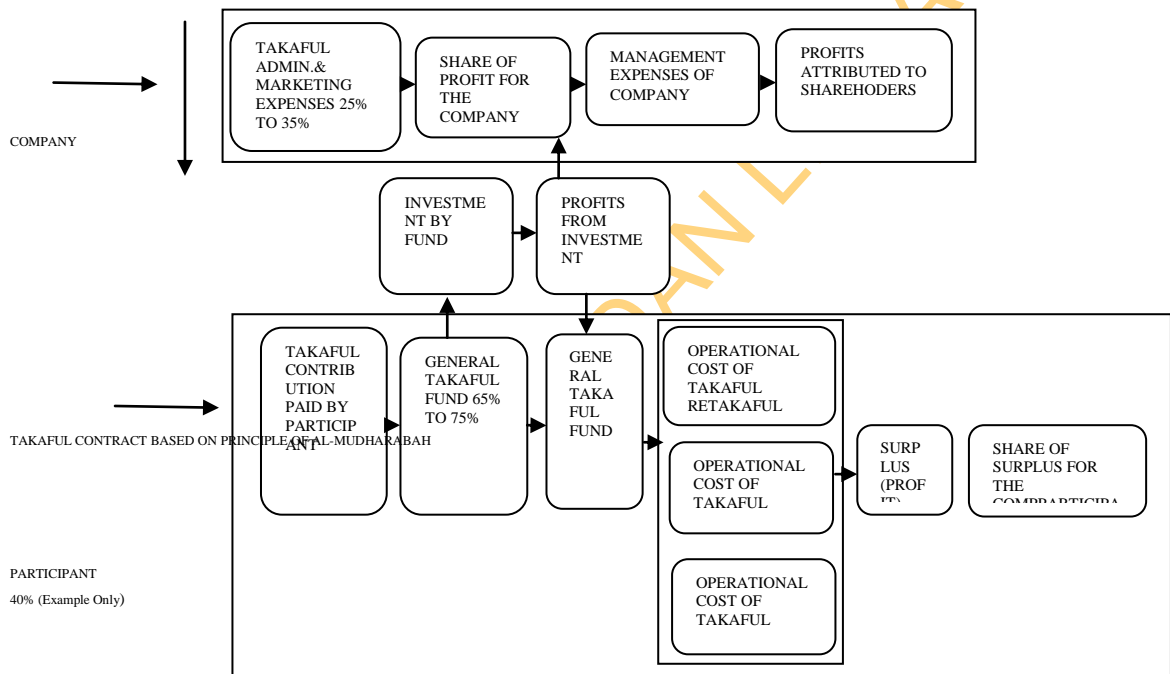 TAKAFUL
ADMIN.&
MARKETING
EXPENSES 25%
TO 35%
SHARE OF
PROFIT FOR
THE
COMPANY
MANAGEMENT
EXPENSES OF
COMPANY
PROFITS
ATTRIBUTED TO
SHAREHODERS
COMPANY
INVESTME
NT BY
FUND
PROFITS
FROM
INVESTME
NT
TAKAFUL
CONTRIB
UTION
PAID BY
PARTICIP
ANT
GENERAL
TAKAFUL
FUND 65%
TO 75%
GENE
RAL
TAKA
FUL
FUND
OPERATIONAL
COST OF
TAKAFUL
RETAKAFUL
TAKAFUL CONTRACT BASED ON PRINCIPLE OF AL-MUDHARABAH
OPERATIONAL
COST OF
TAKAFUL
SURP
LUS
(PROF
IT)
SHARE OF
SURPLUS FOR
THE
COMPPARTICIPA
OPERATIONAL
COST OF
TAKAFUL
PARTICIPANT
40% (Example Only)